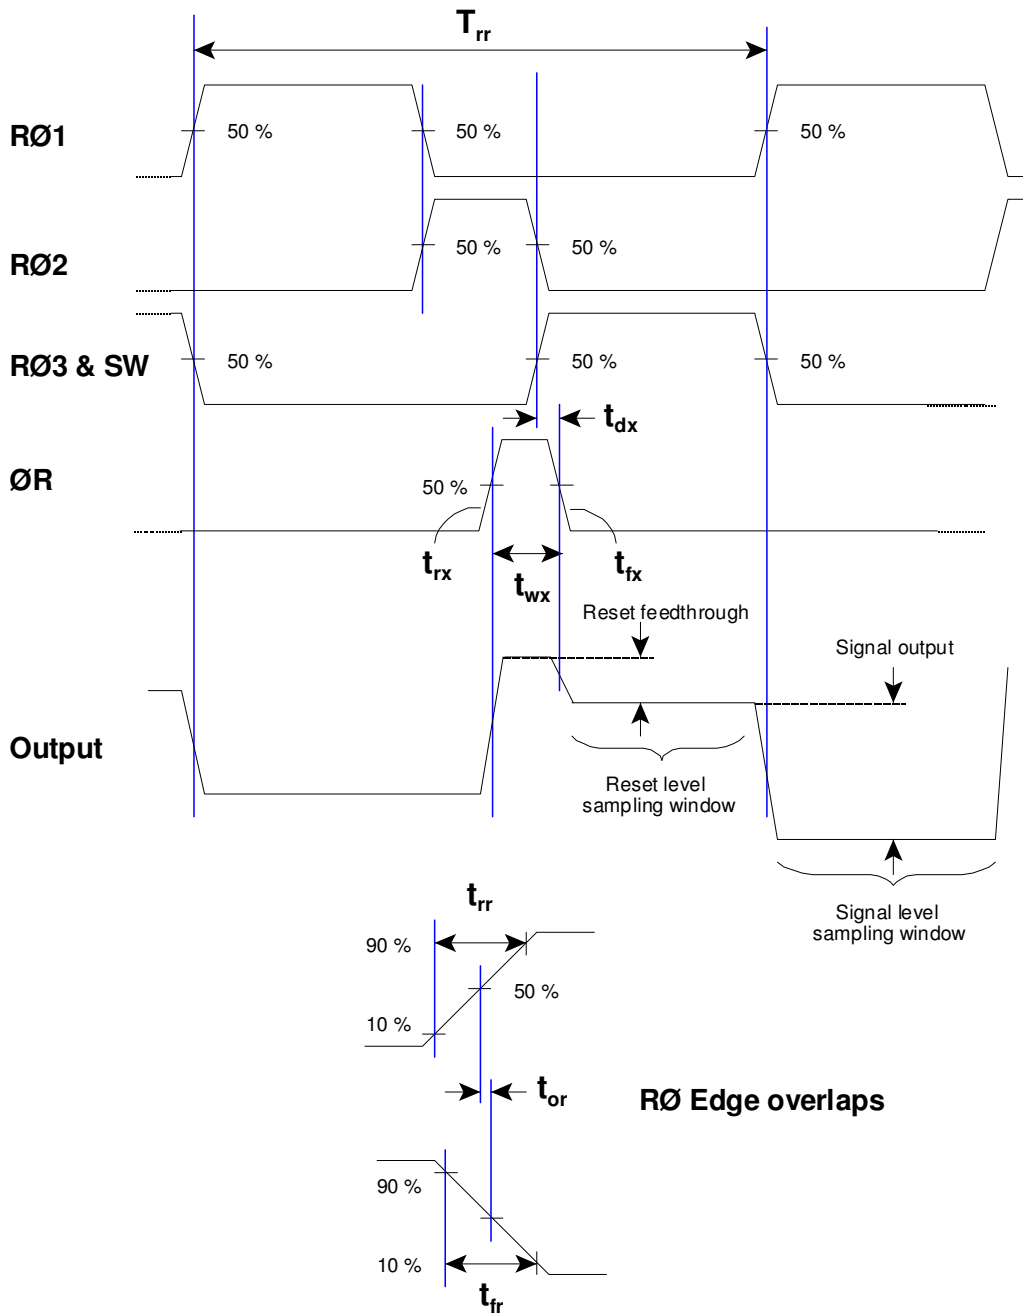 Trr
RØ1
50 %
50 %
50 %
RØ2
50 %
50 %
RØ3 & SW
50 %
50 %
50 %
tdx
ØR
50 %
trx
twx
tfx
Reset feedthrough
Signal output
Output
Reset level
sampling window
Signal level
sampling window
trr
90 %
50 %
10 %
tor
RØ Edge overlaps
90 %
10 %
tfr